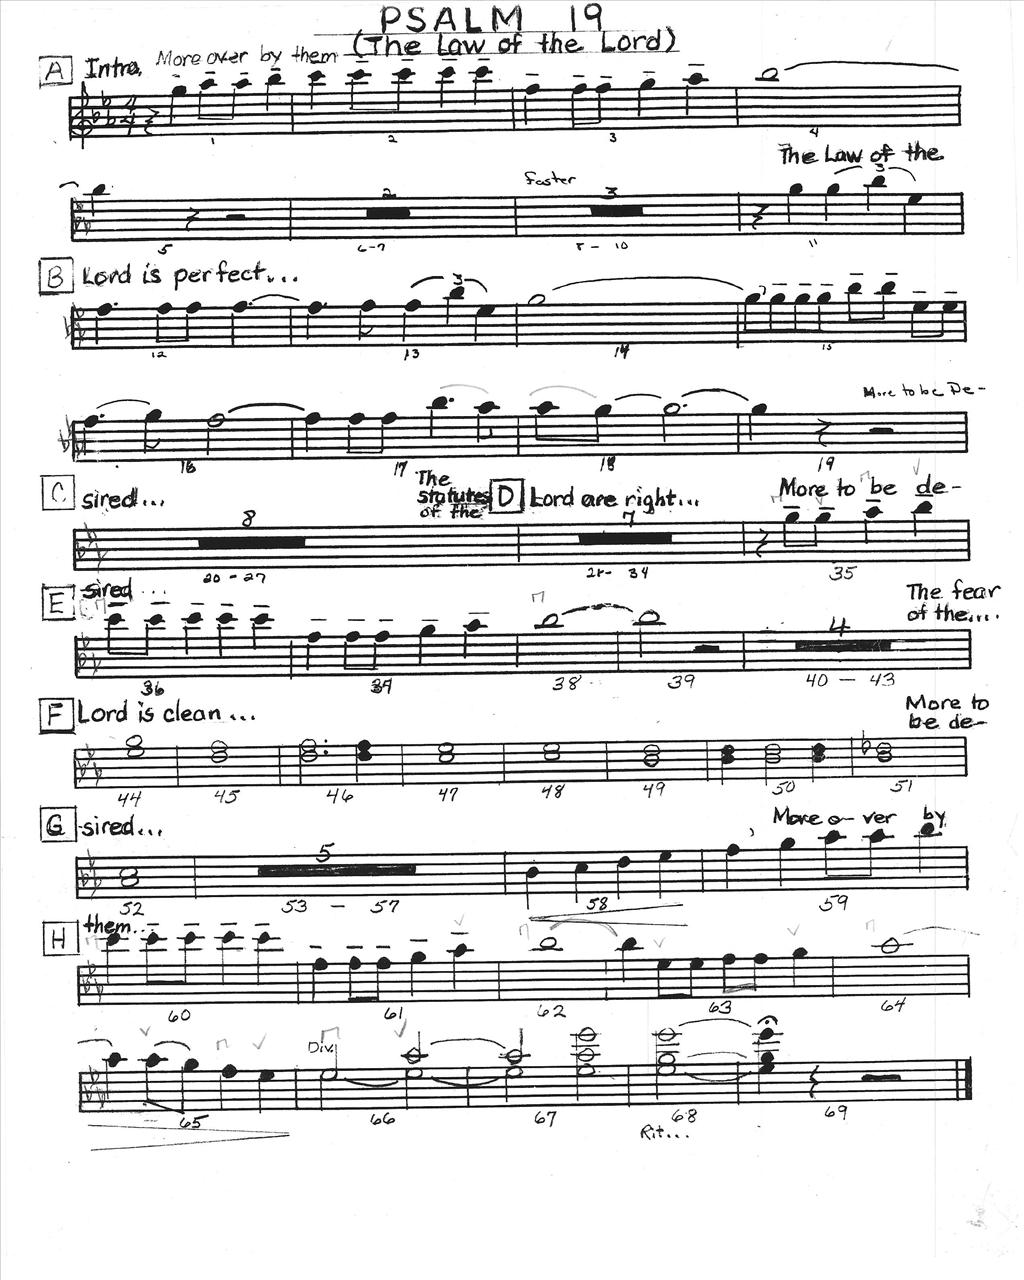 PSALM 19
(The Law of the Lord)
A Intro. Moreover by them
1 2 3 4
The Law of the
3
2 Faster 3
5 6-7 8-10 11
B Lord is perfect...
3
12 13 14 15
More to be De-
16 17 18 19
C sired... The statutes of the D Lord are right... More to be de-
8 7
20-27 28-34 35
E sired... The fear of the....
4
36 37 38 39 40-43
F Lord is clean... More to be de-
44 45 46 47 48 49 50 51
G sired... More o-ver by
5
52 53-57 58 59
H them...
60 61 62 63 64
Div.
65 66 67 68 69
Rit...